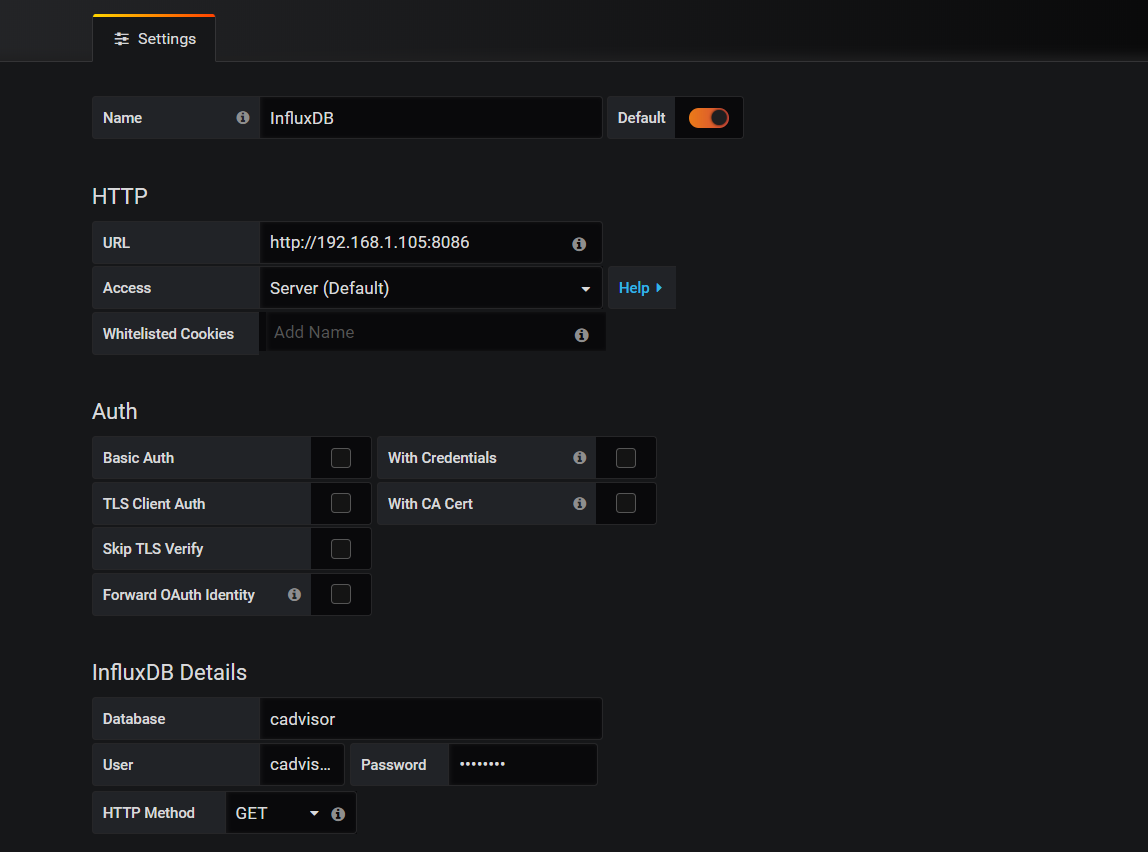 Settings
Name InfluxDB Default
HTTP
URL http://192.168.1.105:8086
Access Server (Default) Help
Whitelisted Cookies Add Name
Auth
Basic Auth With Credentials
TLS Client Auth With CA Cert
Skip TLS Verify
Forward OAuth Identity
InfluxDB Details
Database cadvisor
User cadvis... Password ••••••••
HTTP Method GET